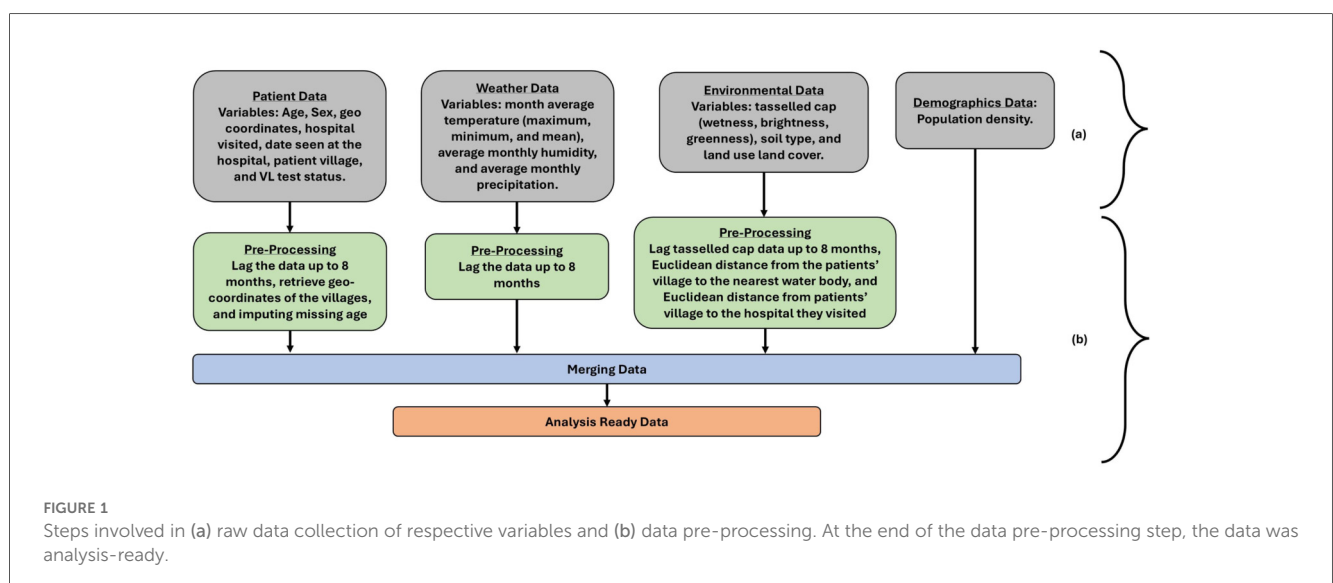 Patient Data
Variables: Age, Sex, geo
coordinates, hospital
visited, date seen at the
hospital, patient village,
and VL test status.
Weather Data
Variables: month average
temperature (maximum,
minimum, and mean),
average monthly humidity,
and average monthly
precipitation.
Environmental Data
Variables: tasselled cap
(wetness, brightness,
greenness), soil type, and
land use land cover.
Demographics Data:
Population density.
(a)
Pre-Processing
Lag the data up to 8
months, retrieve geo-
coordinates of the villages,
and imputing missing age
Pre-Processing
Lag the data up to 8
months
Pre-Processing
Lag tasselled cap data up to 8 months,
Euclidean distance from the patients’
village to the nearest water body, and
Euclidean distance from patients’
village to the hospital they visited
(b)
Merging Data
Analysis Ready Data
FIGURE 1
Steps involved in (a) raw data collection of respective variables and (b) data pre-processing. At the end of the data pre-processing step, the data was
analysis-ready.